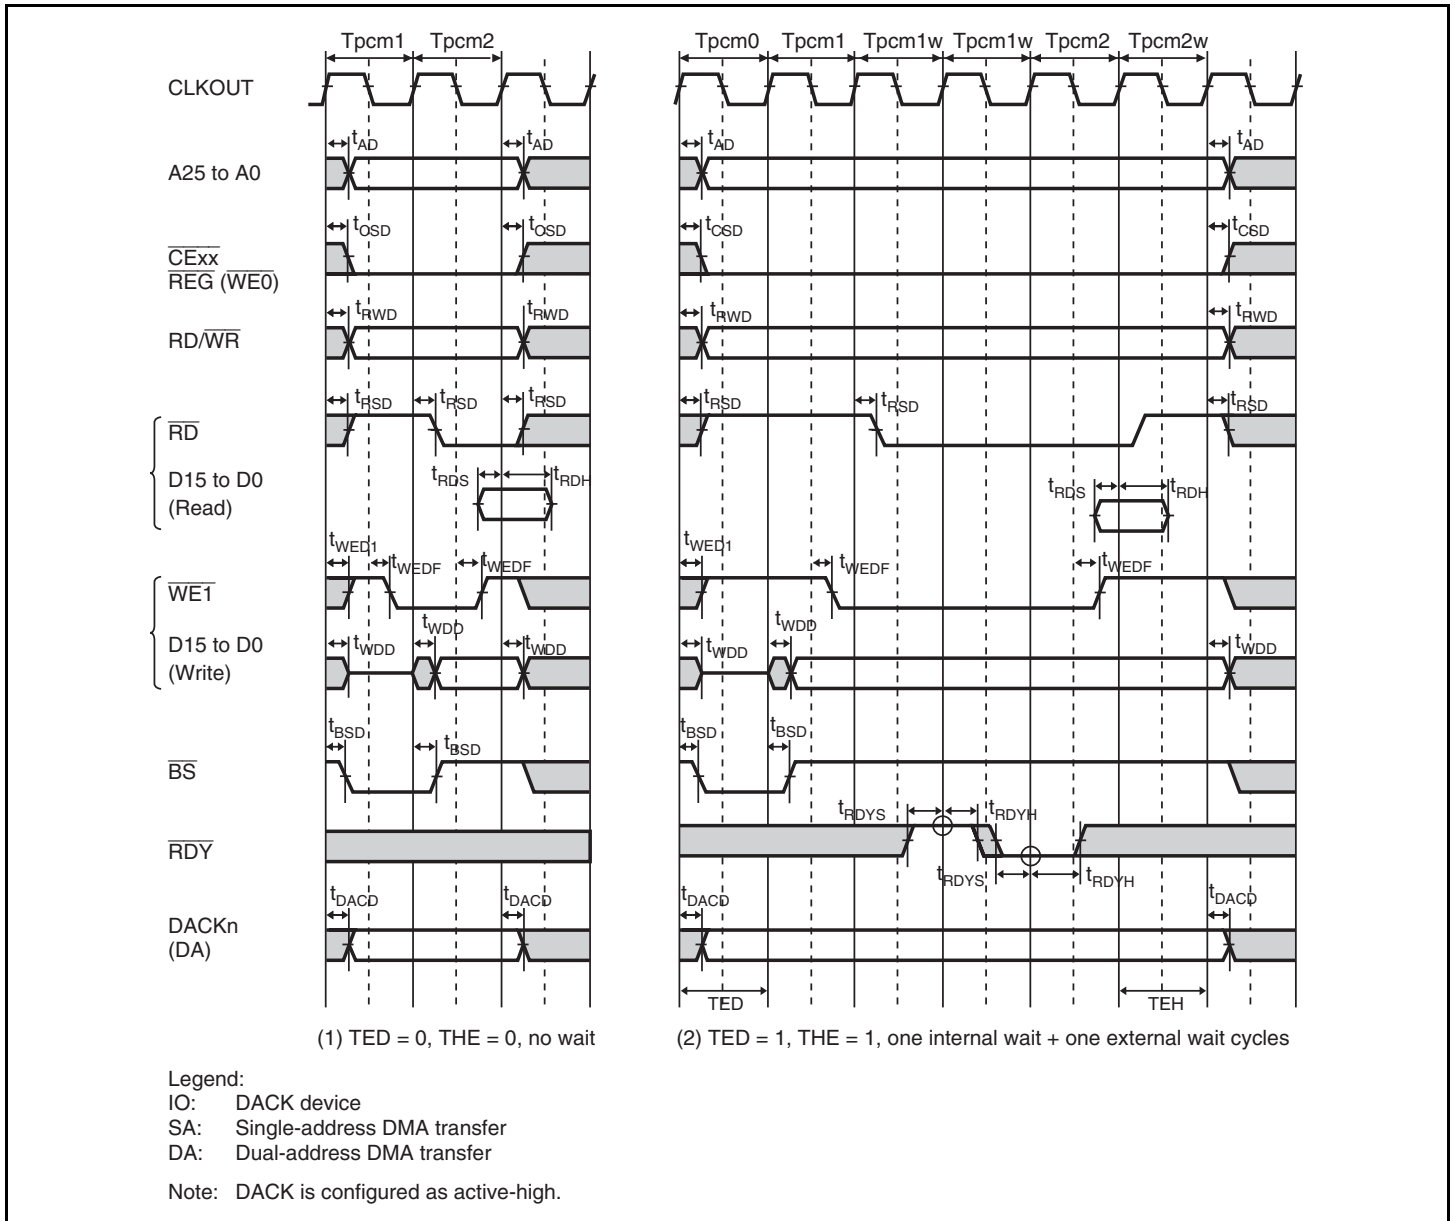 Tpcm1 Tpcm2 Tpcm0 Tpcm1 Tpcm1w Tpcm1w Tpcm2 Tpcm2w
CLKOUT
tAD tAD tAD tAD
A25 to A0
tOSD tOSD tCSD tCSD
CExx
REG (WE0)
tRWD tRWD tRWD tRWD
RD/WR
tRSD tRSD tRSD tRSD tRSD tRSD
RD
tRDS tRDH tRDS tRDH
D15 to D0
(Read)
tWED1 tWEDF tWEDF tWED1 tWEDF tWEDF
WE1
tWDD tWDD
D15 to D0
tWDD tWDD tWDD tWDD
(Write)
tBSD tBSD tBSD tBSD
BS
tRDYS tRDYH
RDY
tRDYS tRDYH
tDACD tDACD tDACD tDACD
DACKn
(DA)
TED TEH
(1) TED = 0, THE = 0, no wait
(2) TED = 1, THE = 1, one internal wait + one external wait cycles
Legend:
IO: DACK device
SA: Single-address DMA transfer
DA: Dual-address DMA transfer
Note: DACK is configured as active-high.